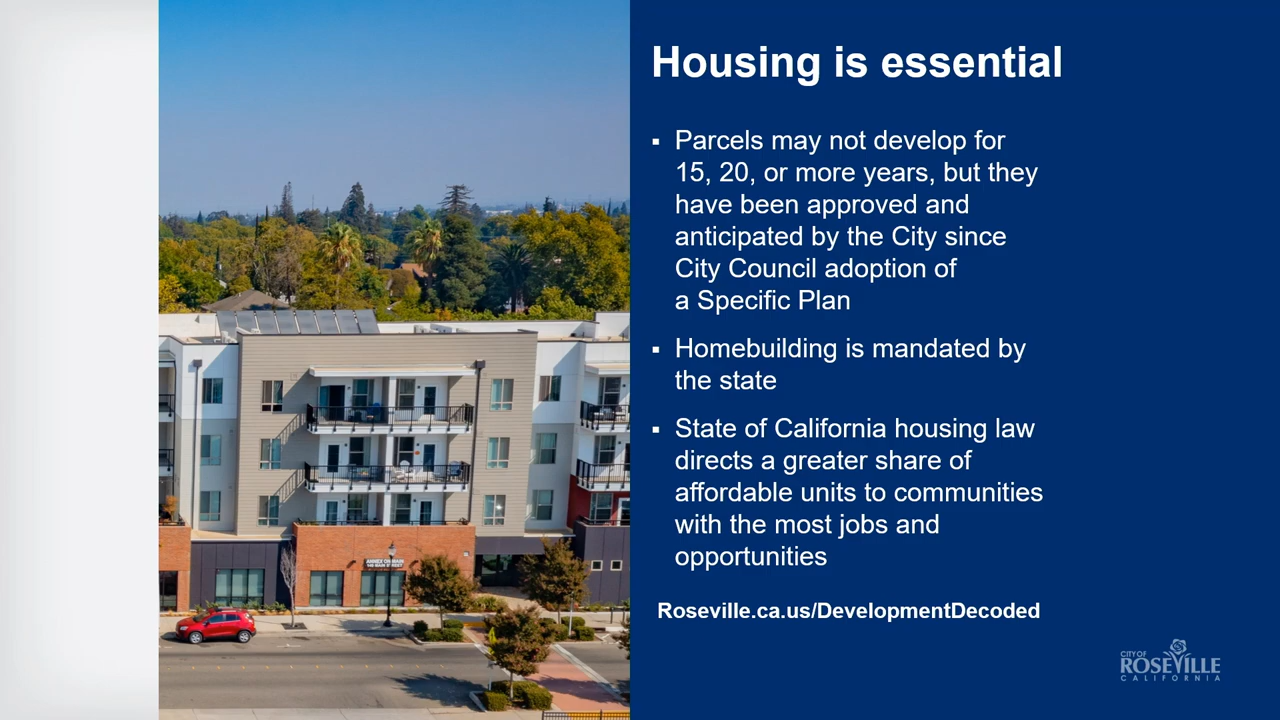 Housing is essential
▪ Parcels may not develop for
15, 20, or more years, but they
have been approved and
anticipated by the City since
City Council adoption of
a Specific Plan
▪ Homebuilding is mandated by
the state
▪ State of California housing law
directs a greater share of
affordable units to communities
with the most jobs and
opportunities
Roseville.ca.us/DevelopmentDecoded
CITY OF
ROSEVILLE
CALIFORNIA
ANNEX ON MAIN